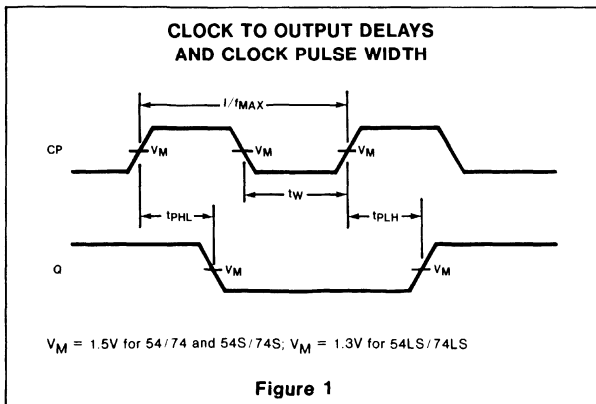 CLOCK TO OUTPUT DELAYS
AND CLOCK PULSE WIDTH
I/fMAX
CP
VM
VM
VM
tW
tPHL
tPLH
Q
VM
VM
VM = 1.5V for 54/74 and 54S/74S; VM = 1.3V for 54LS/74LS
Figure 1